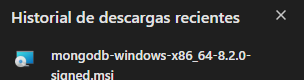 Historial de descargas recientes
mongodb-windows-x86_64-8.2.0-
signed.msi